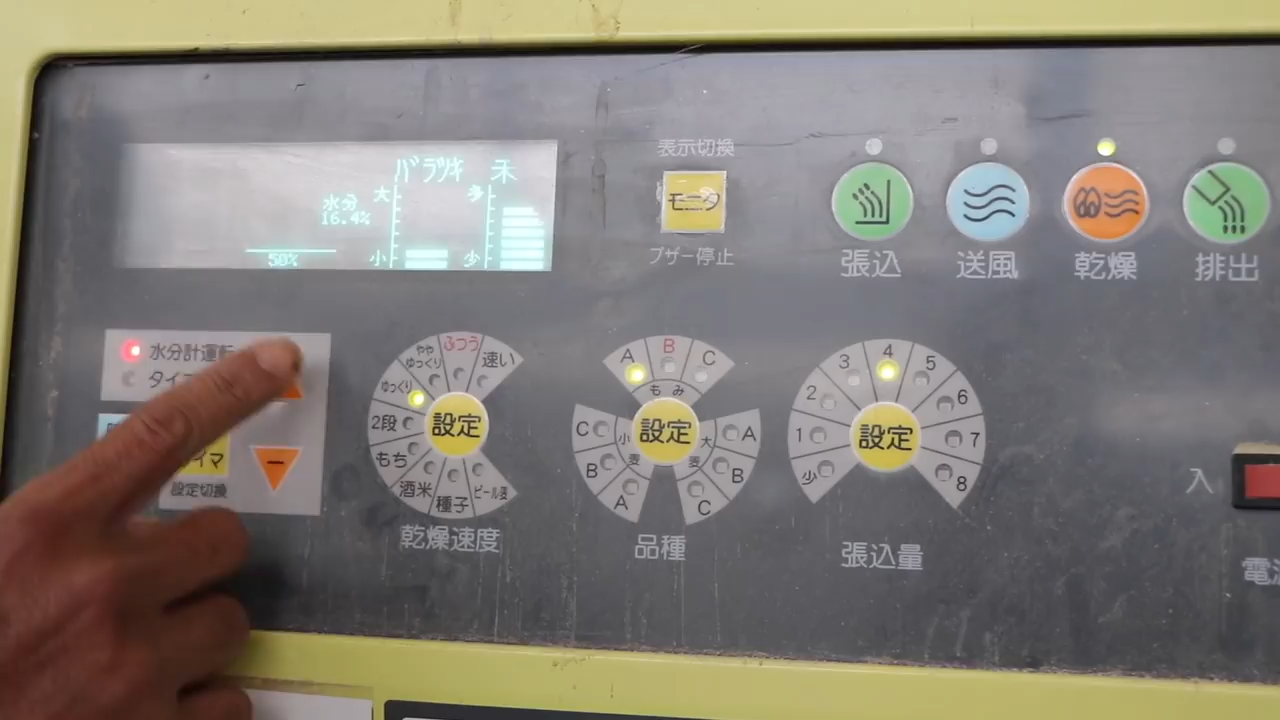 バラツキ 未
水分
16.4%
大
小
多
少
50%
表示切換
モニタ
ブザー停止
張込
送風
乾燥
排出
水分計運転
タイ
イマ
設定切換
ー
速い
ふつう
やや
ゆっくり
ゆっくり
2段
もち
酒米
種子
ビール麦
設定
乾燥速度
A B C
もみ
C B A
小麦
A B C
大麦
設定
品種
少 1 2 3 4 5 6 7 8
設定
張込量
入